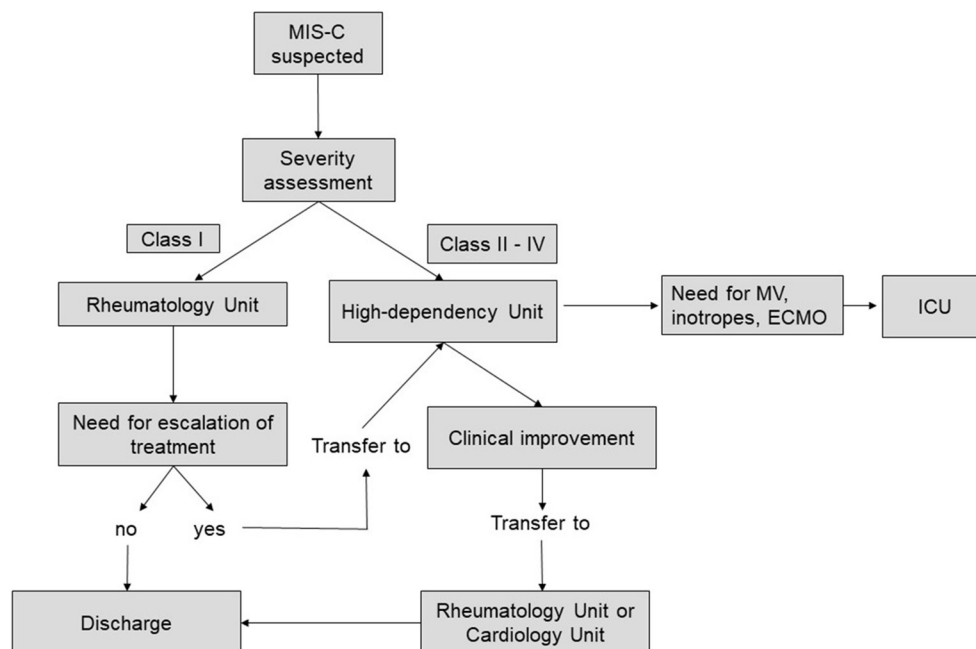 MIS-C
suspected
Severity
assessment
Class I
Class II - IV
Rheumatology Unit
High-dependency Unit
Need for MV,
inotropes, ECMO
ICU
Need for escalation of
treatment
Transfer to
Clinical improvement
no
yes
Transfer to
Discharge
Rheumatology Unit or
Cardiology Unit